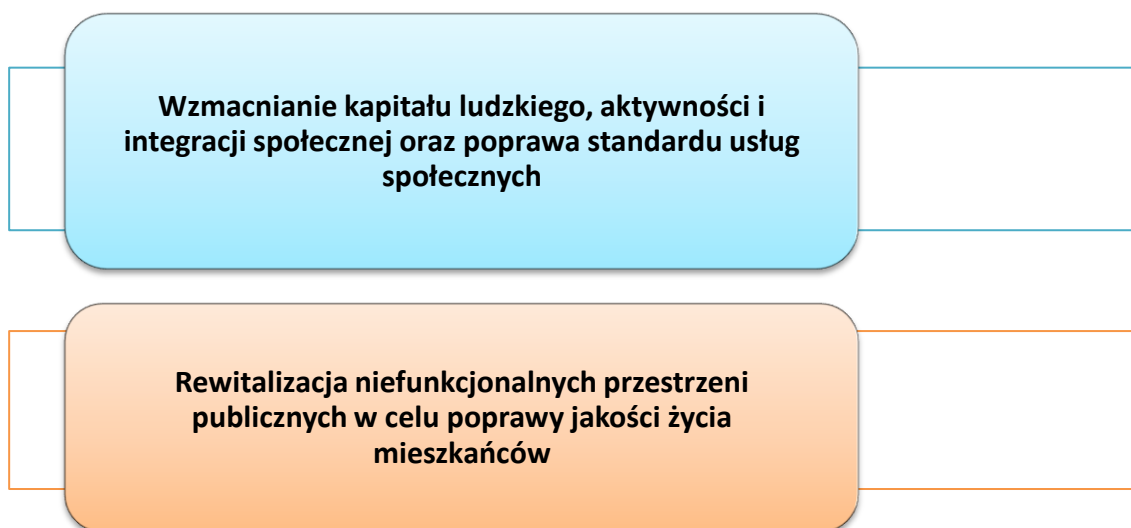 Wzmacnianie kapitału ludzkiego, aktywności i
integracji społecznej oraz poprawa standardu usług
społecznych
Rewitalizacja niefunkcjonalnych przestrzeni
publicznych w celu poprawy jakości życia
mieszkańców